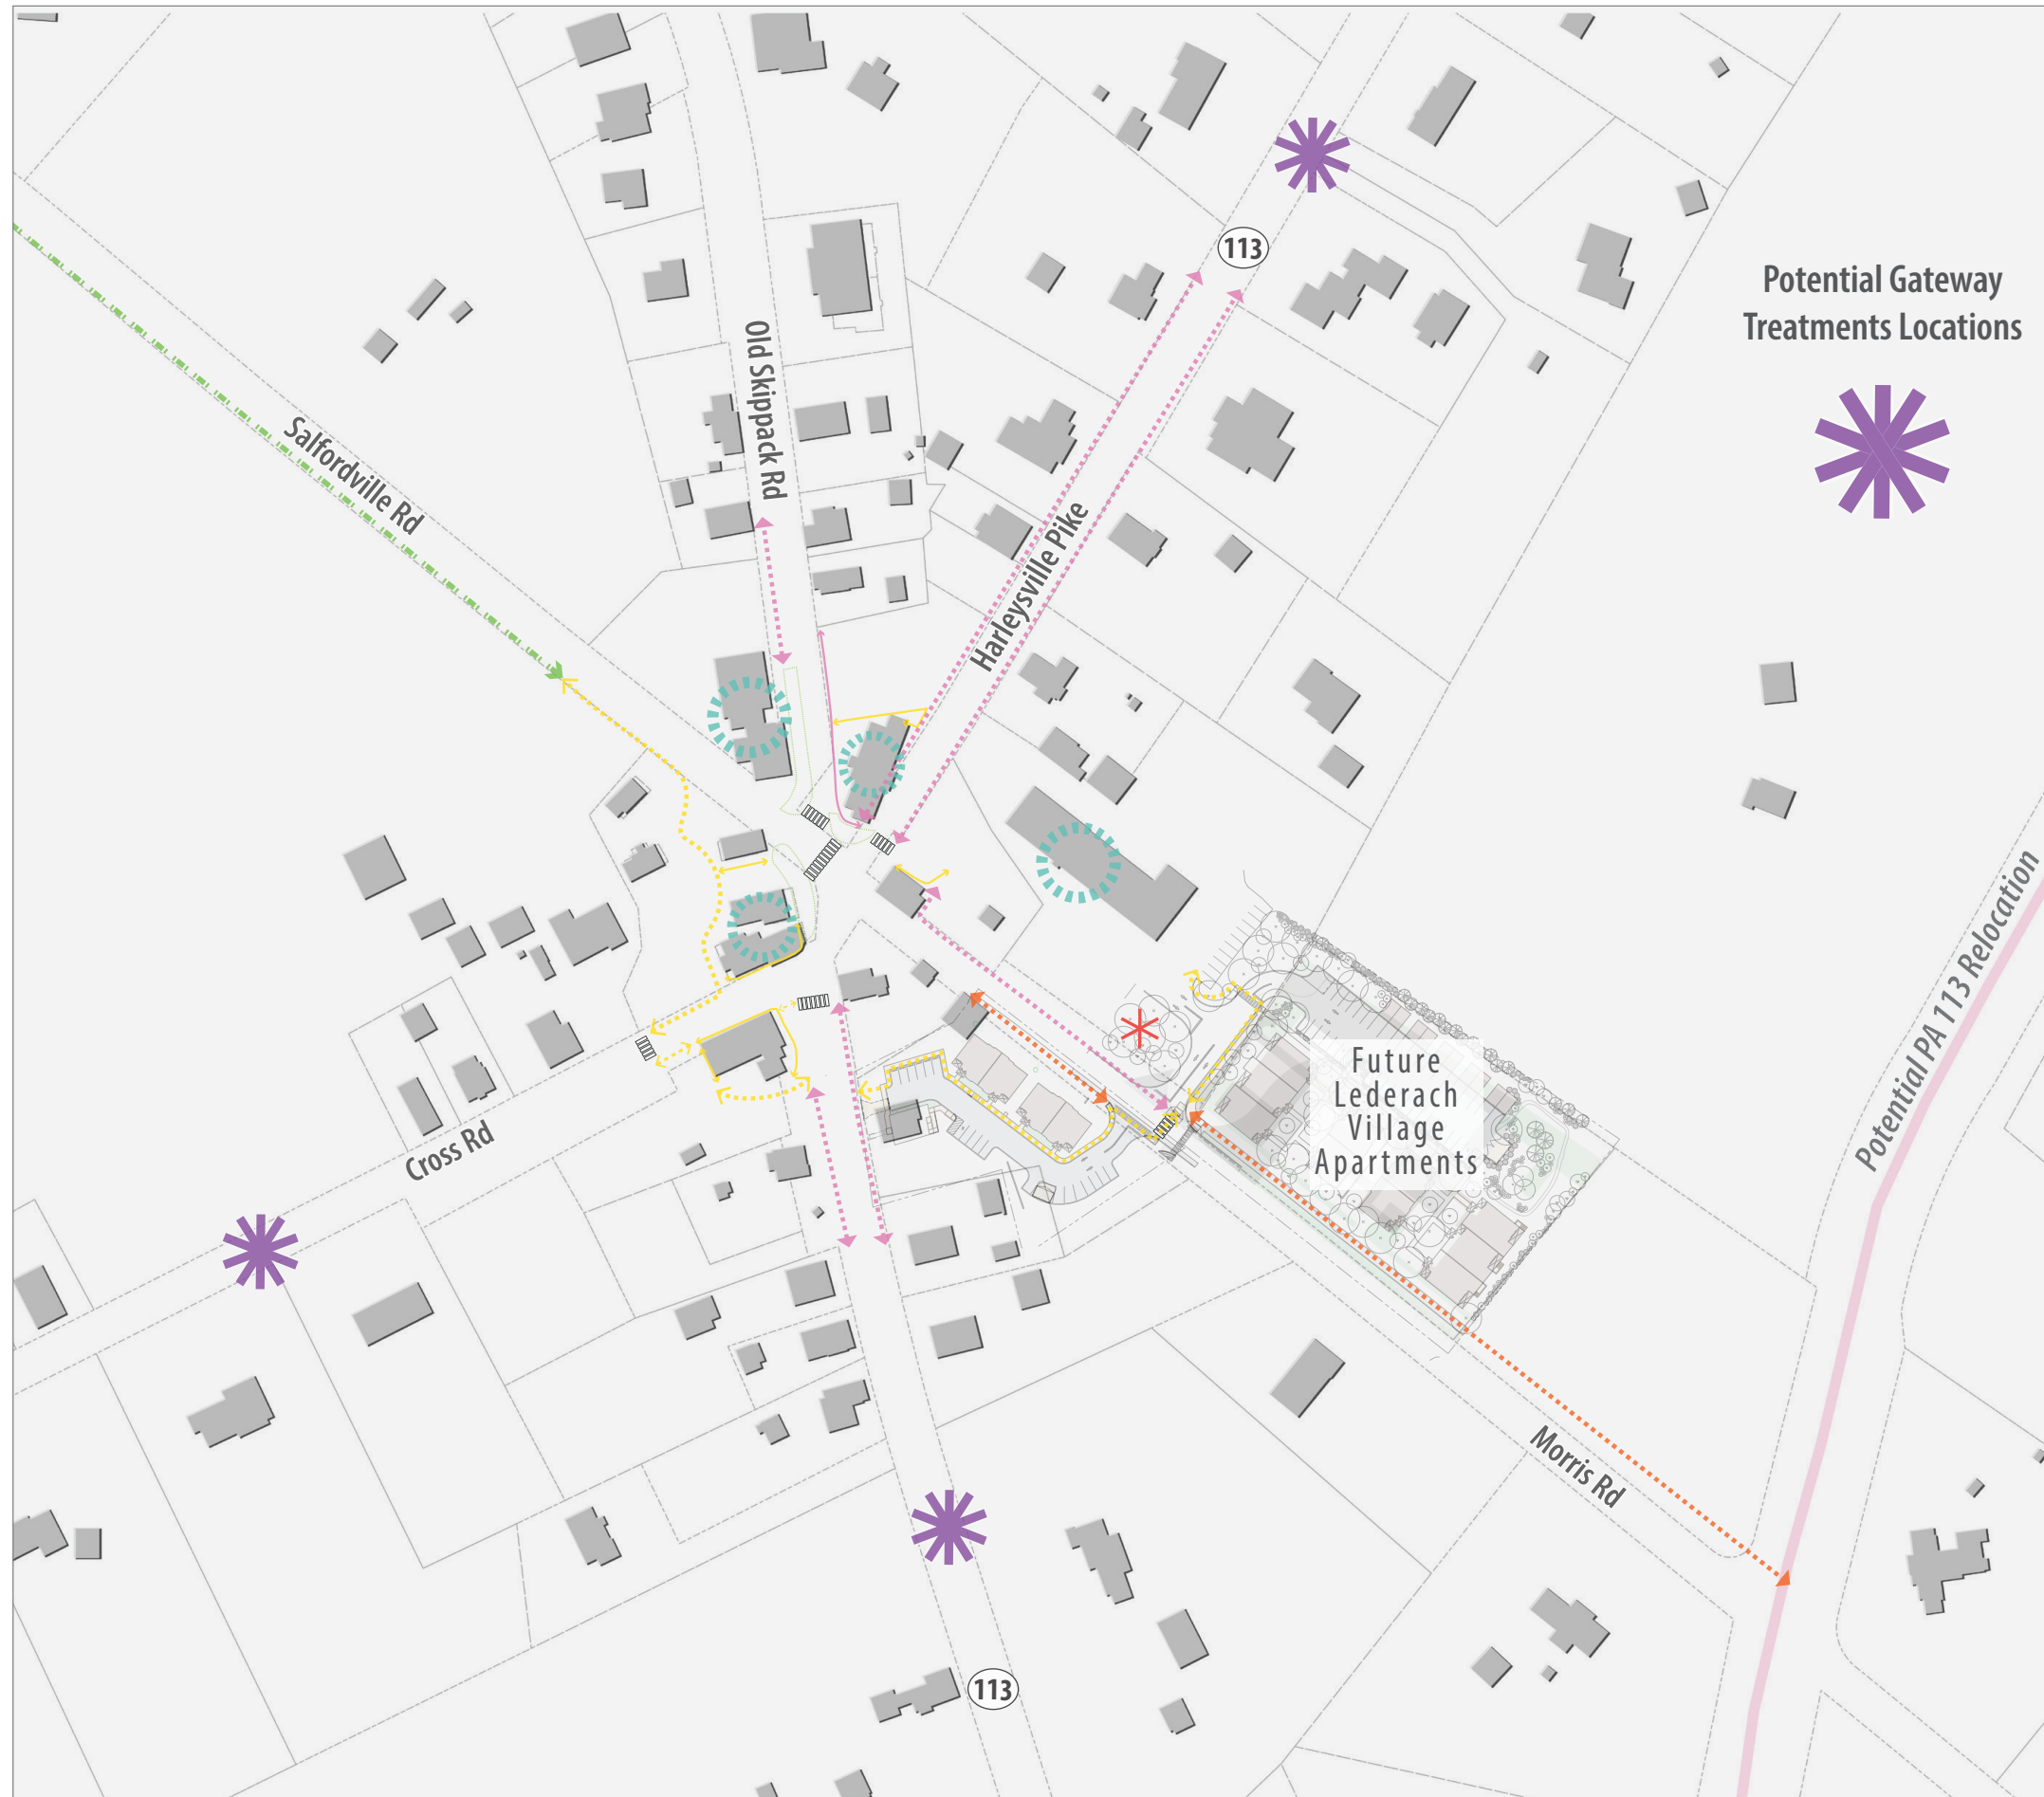 113
Potential Gateway
Treatments Locations
Old Skippack Rd
Salfordville Rd
Harleysville Pike
Potential PA 113 Relocation
Future
Lederach
Village
Apartments
Cross Rd
Morris Rd
113